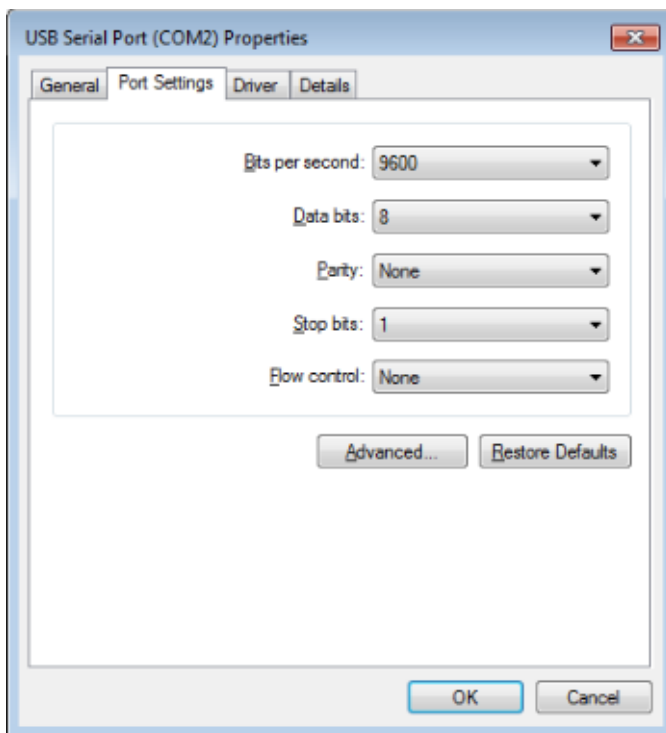 USB Serial Port (COM2) Properties
General Port Settings Driver Details
Bits per second: 9600
Data bits: 8
Parity: None
Stop bits: 1
Flow control: None
Advanced... Restore Defaults
OK Cancel